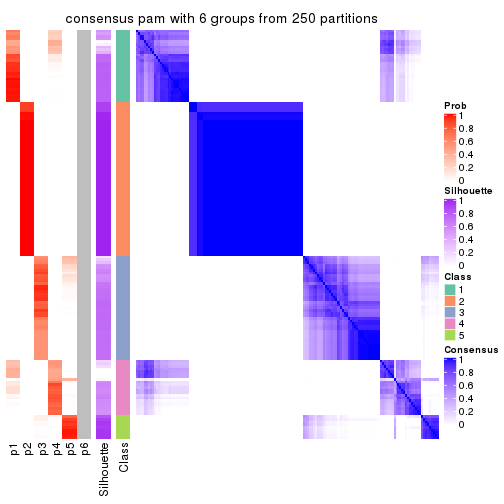 consensus pam with 6 groups from 250 partitions
Prob
1
0.8
0.6
0.4
0.2
0
Silhouette
1
0.8
0.6
0.4
0.2
0
Class
1
2
3
4
5
Consensus
1
0.8
0.6
0.4
0.2
0
p1
p2
p3
p4
p5
p6
Silhouette
Class